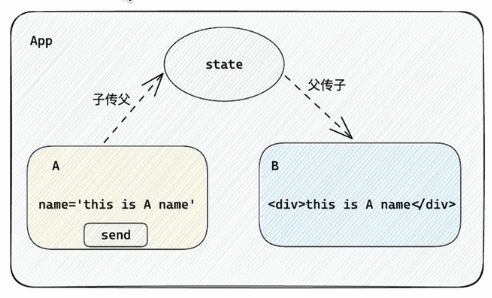 App
state
子传父
父传子
A
name='this is A name'
send
B
<div>this is A name</div>